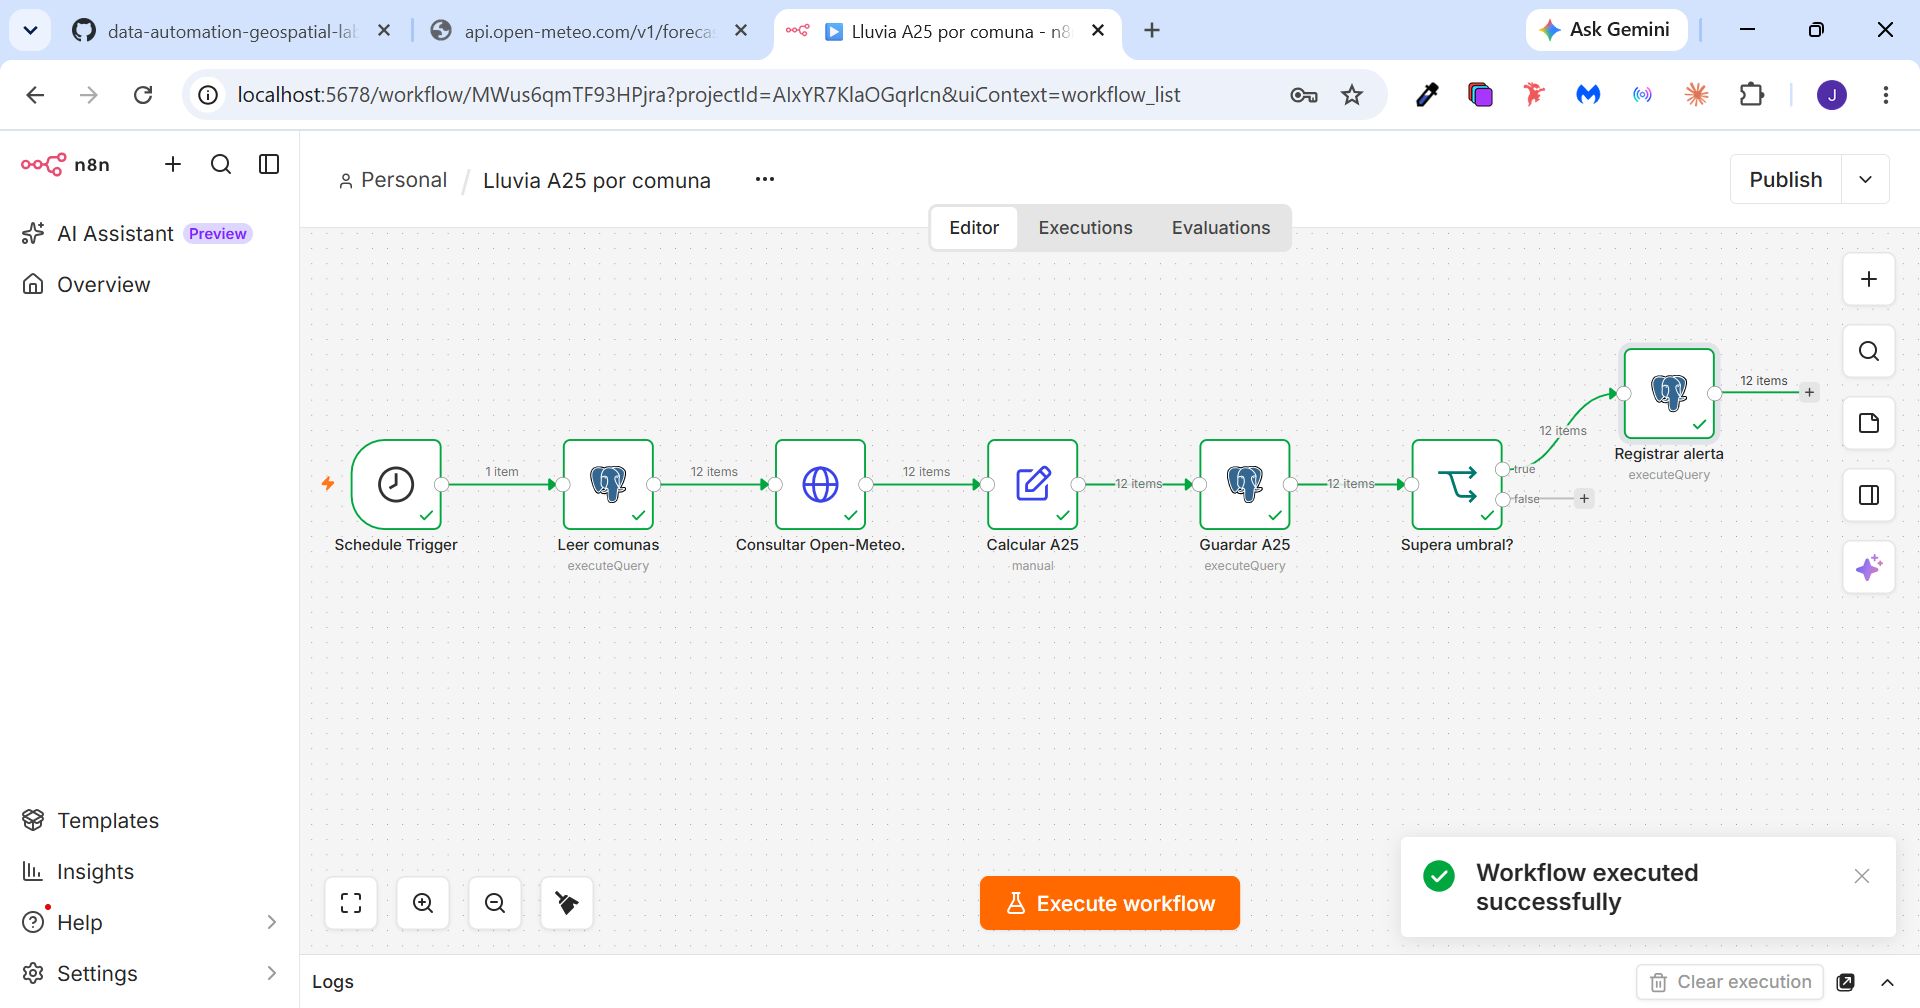 data-automation-geospatial-lab
api.open-meteo.com/v1/foreca
Lluvia A25 por comuna - n8
Ask Gemini
localhost:5678/workflow/MWus6qmTF93HPjra?projectId=AIxYR7KlaOGqrlcn&uiContext=workflow_list
J
n8n
Personal / Lluvia A25 por comuna
Publish
AI Assistant Preview
Editor Executions Evaluations
Overview
12 items
12 items
Registrar alerta
executeQuery
1 item
12 items
12 items
12 items
12 items
true
false
Schedule Trigger
Leer comunas
executeQuery
Consultar Open-Meteo.
Calcular A25
manual
Guardar A25
executeQuery
Supera umbral?
Templates
Insights
Help
Settings
Execute workflow
Workflow executed
successfully
Logs
Clear execution